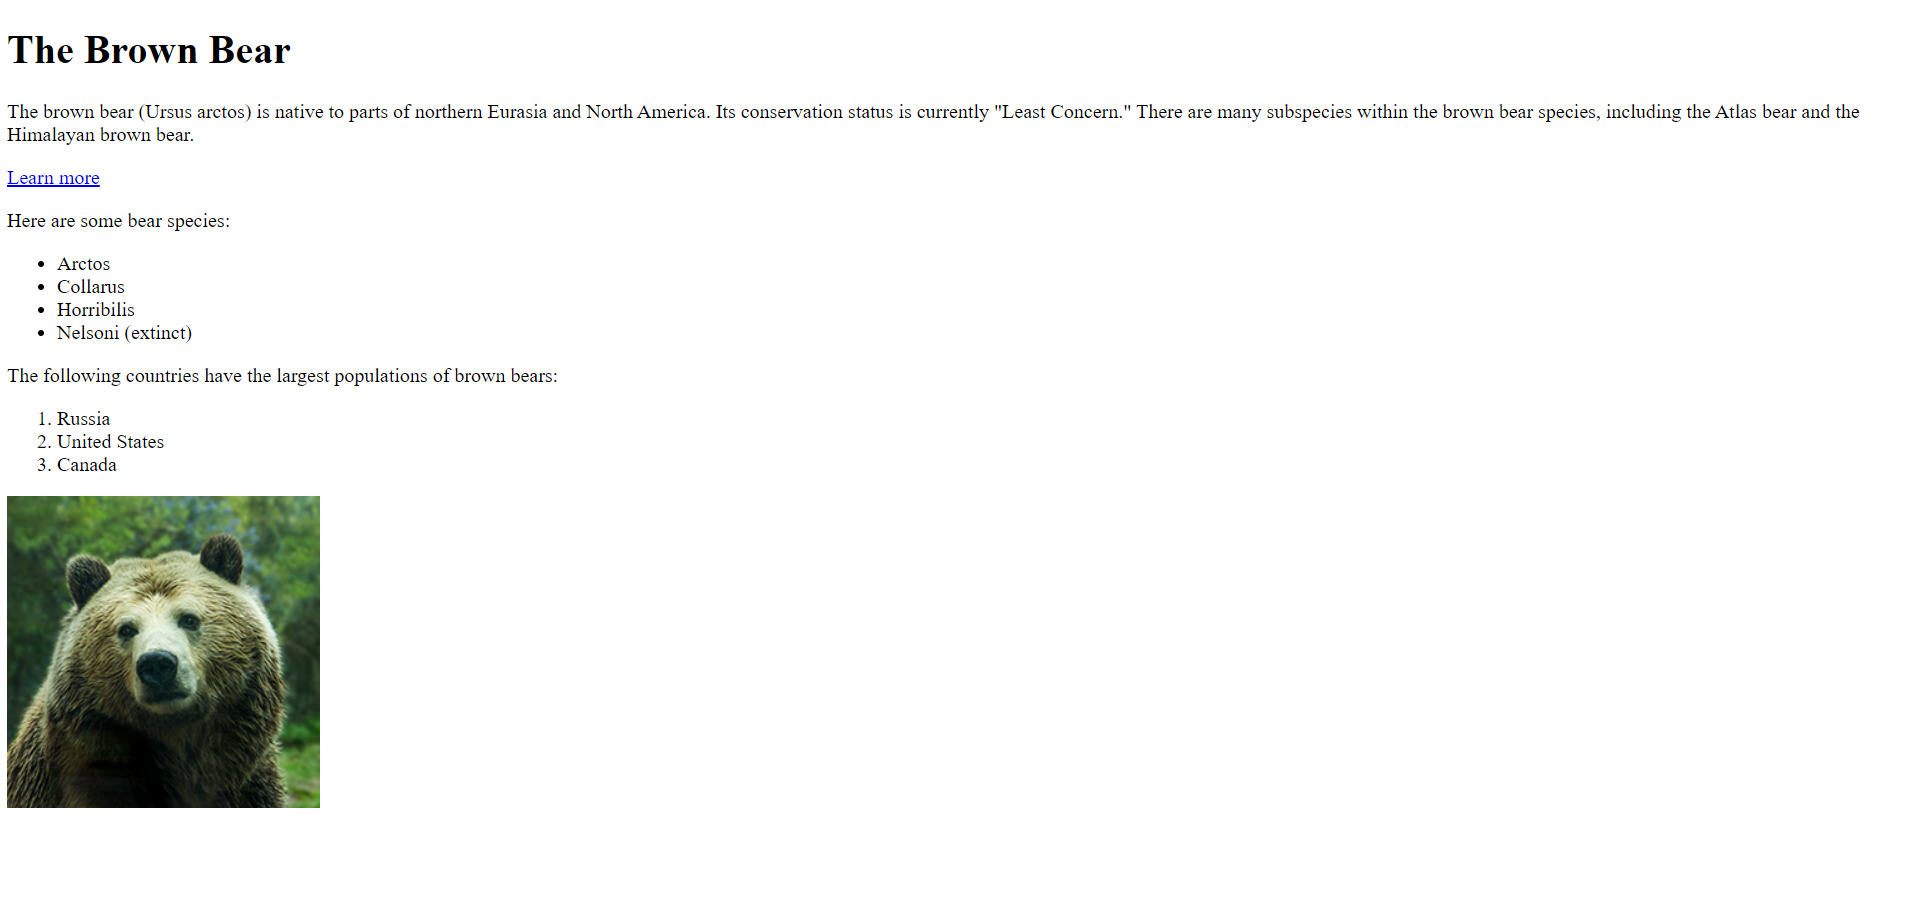 The Brown Bear
The brown bear (Ursus arctos) is native to parts of northern Eurasia and North America. Its conservation status is currently "Least Concern." There are many subspecies within the brown bear species, including the Atlas bear and the
Himalayan brown bear.
Learn more
Here are some bear species:
• Arctos
• Collarus
• Horribilis
• Nelsoni (extinct)
The following countries have the largest populations of brown bears:
1. Russia
2. United States
3. Canada